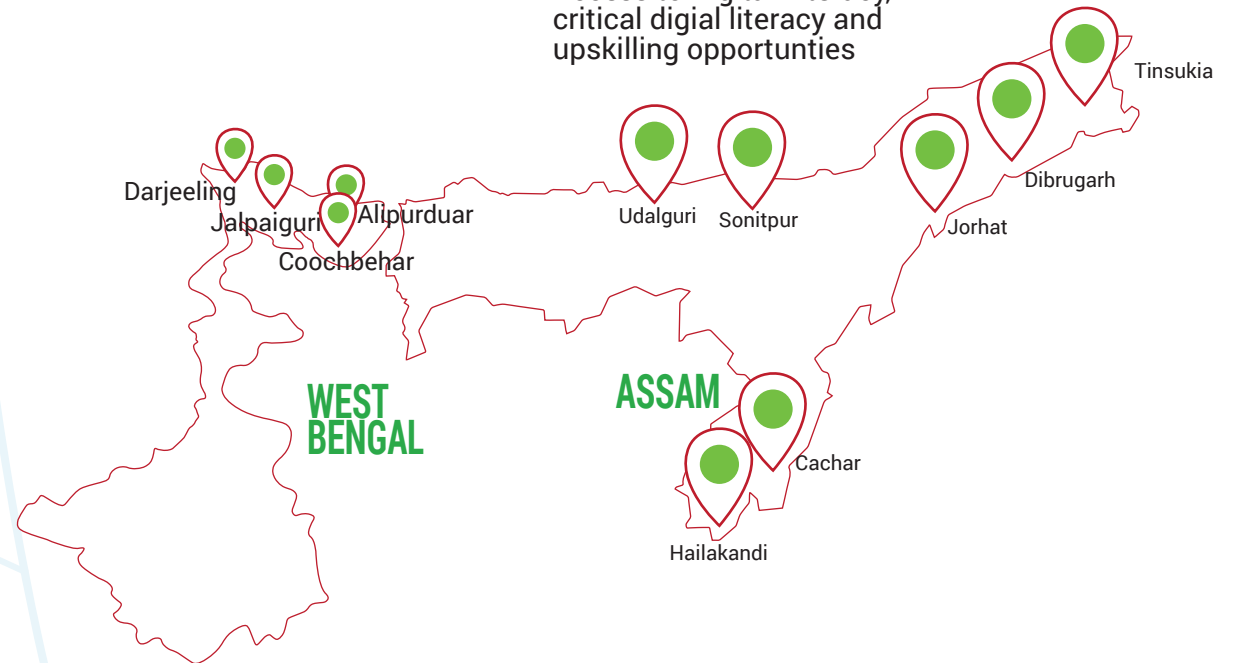 critical digial literacy and
upskilling opportunties
Tinsukia
Darjeeling
Dibrugarh
Jalpaiguri
Alipurduar
Udalguri
Sonitpur
Jorhat
Coochbehar
WEST
BENGAL
ASSAM
Cachar
Hailakandi